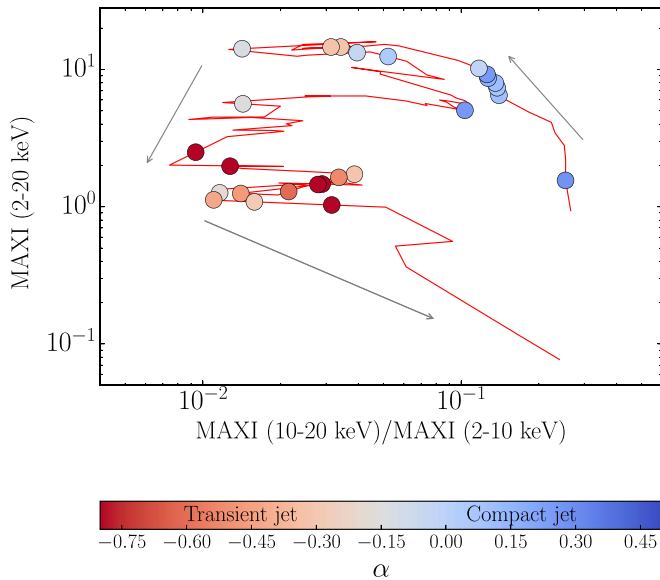 MAXI (2-20 keV)
10¹
10⁰
10⁻¹
10⁻² 10⁻¹
MAXI (10-20 keV)/MAXI (2-10 keV)
Transient jet Compact jet
−0.75 −0.60 −0.45 −0.30 −0.15 0.00 0.15 0.30 0.45
α